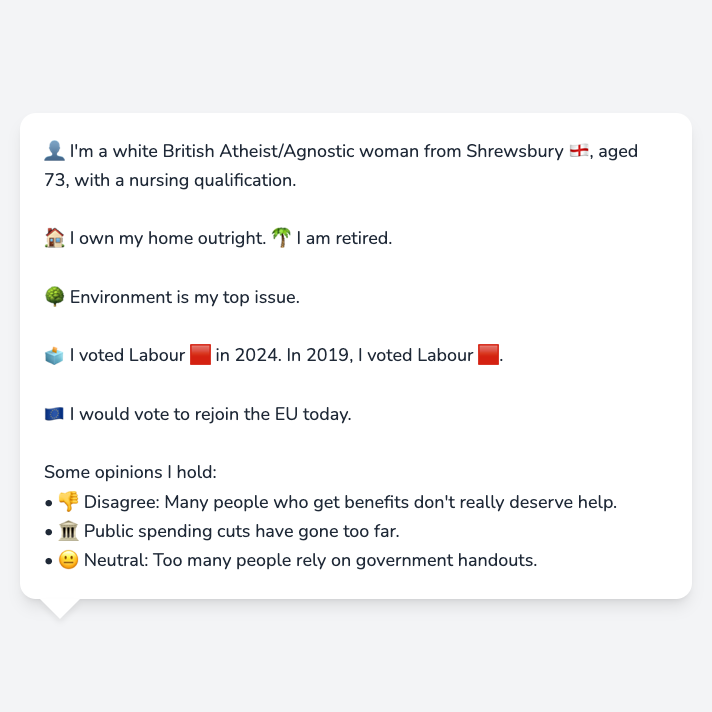 👤 I'm a white British Atheist/Agnostic woman from Shrewsbury 🏴󠁧󠁢󠁥󠁮󠁧󠁿, aged
73, with a nursing qualification.
🏠 I own my home outright. 🌴 I am retired.
🌳 Environment is my top issue.
🗳️ I voted Labour 🟥 in 2024. In 2019, I voted Labour 🟥.
🇪🇺 I would vote to rejoin the EU today.
Some opinions I hold:
• 👎 Disagree: Many people who get benefits don't really deserve help.
• 🏛️ Public spending cuts have gone too far.
• 😐 Neutral: Too many people rely on government handouts.